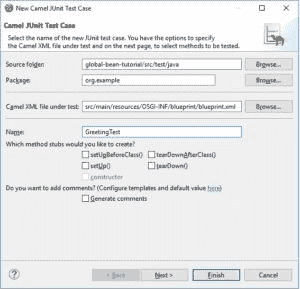 New Camel JUnit Test Case
Camel JUnit Test Case
Select the name of the new JUnit test case. You have the options to specify
the Camel XML file under test and on the next page, to select methods to be tested.
Source folder: global-bean-tutorial/src/test/java Browse...
Package: org.example Browse...
Camel XML file under test: src/main/resources/OSGI-INF/blueprint/blueprint.xml Browse...
Name: GreetingTest
Which method stubs would you like to create?
setUpBeforeClass() tearDownAfterClass()
setUp() tearDown()
constructor
Do you want to add comments? (Configure templates and default value here)
Generate comments
? < Back Next > Finish Cancel